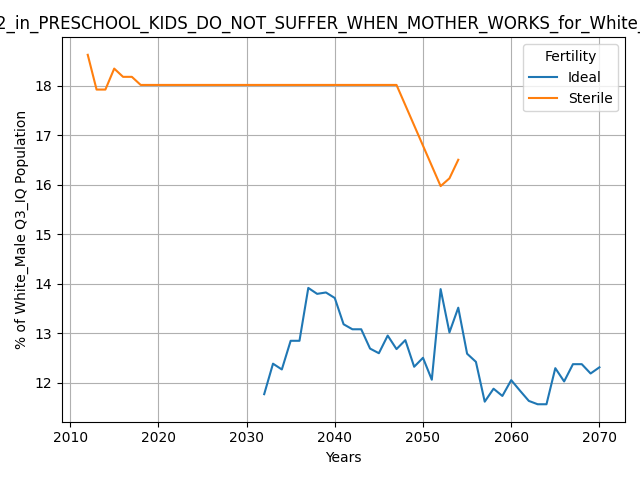 2_in_PRESCHOOL_KIDS_DO_NOT_SUFFER_WHEN_MOTHER_WORKS_for_White_
Fertility
Ideal
Sterile
% of White_Male Q3_IQ Population
18
17
16
15
14
13
12
2010 2020 2030 2040 2050 2060 2070
Years